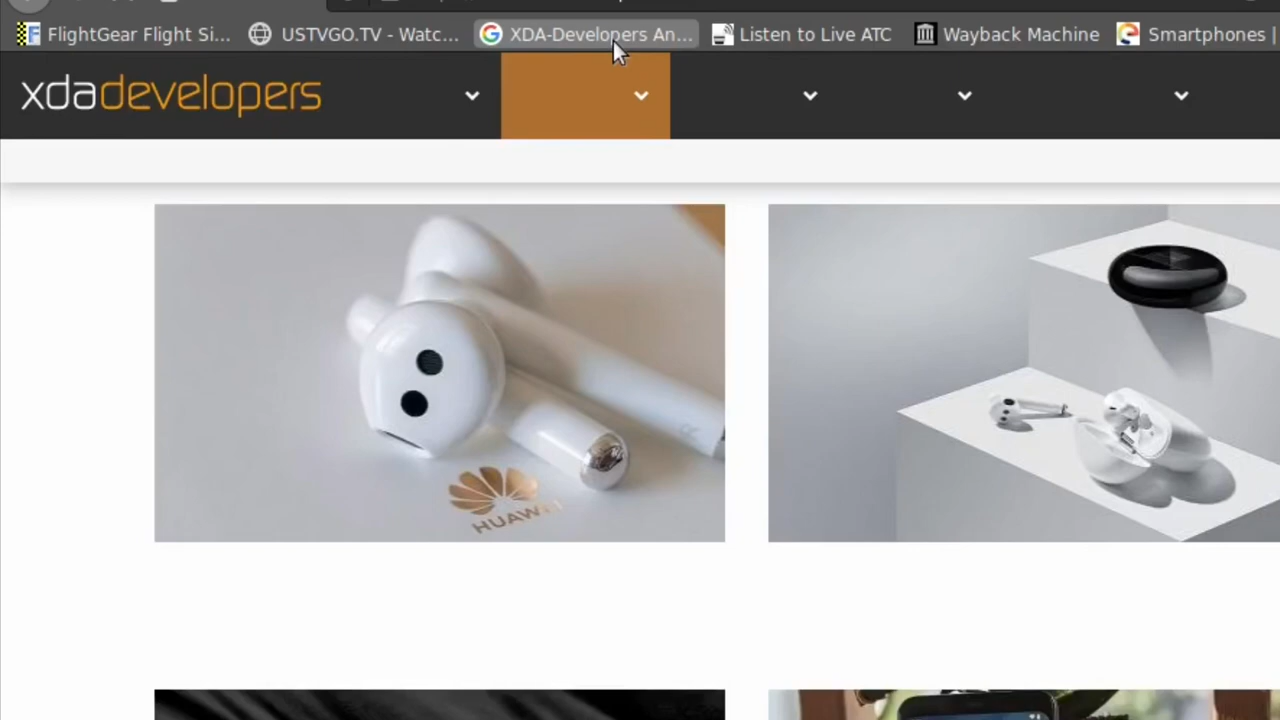 FlightGear Flight Si...
USTVGO.TV - Watc...
XDA-Developers An...
Listen to Live ATC
Wayback Machine
Smartphones |
xdadevelopers
HUAWEI